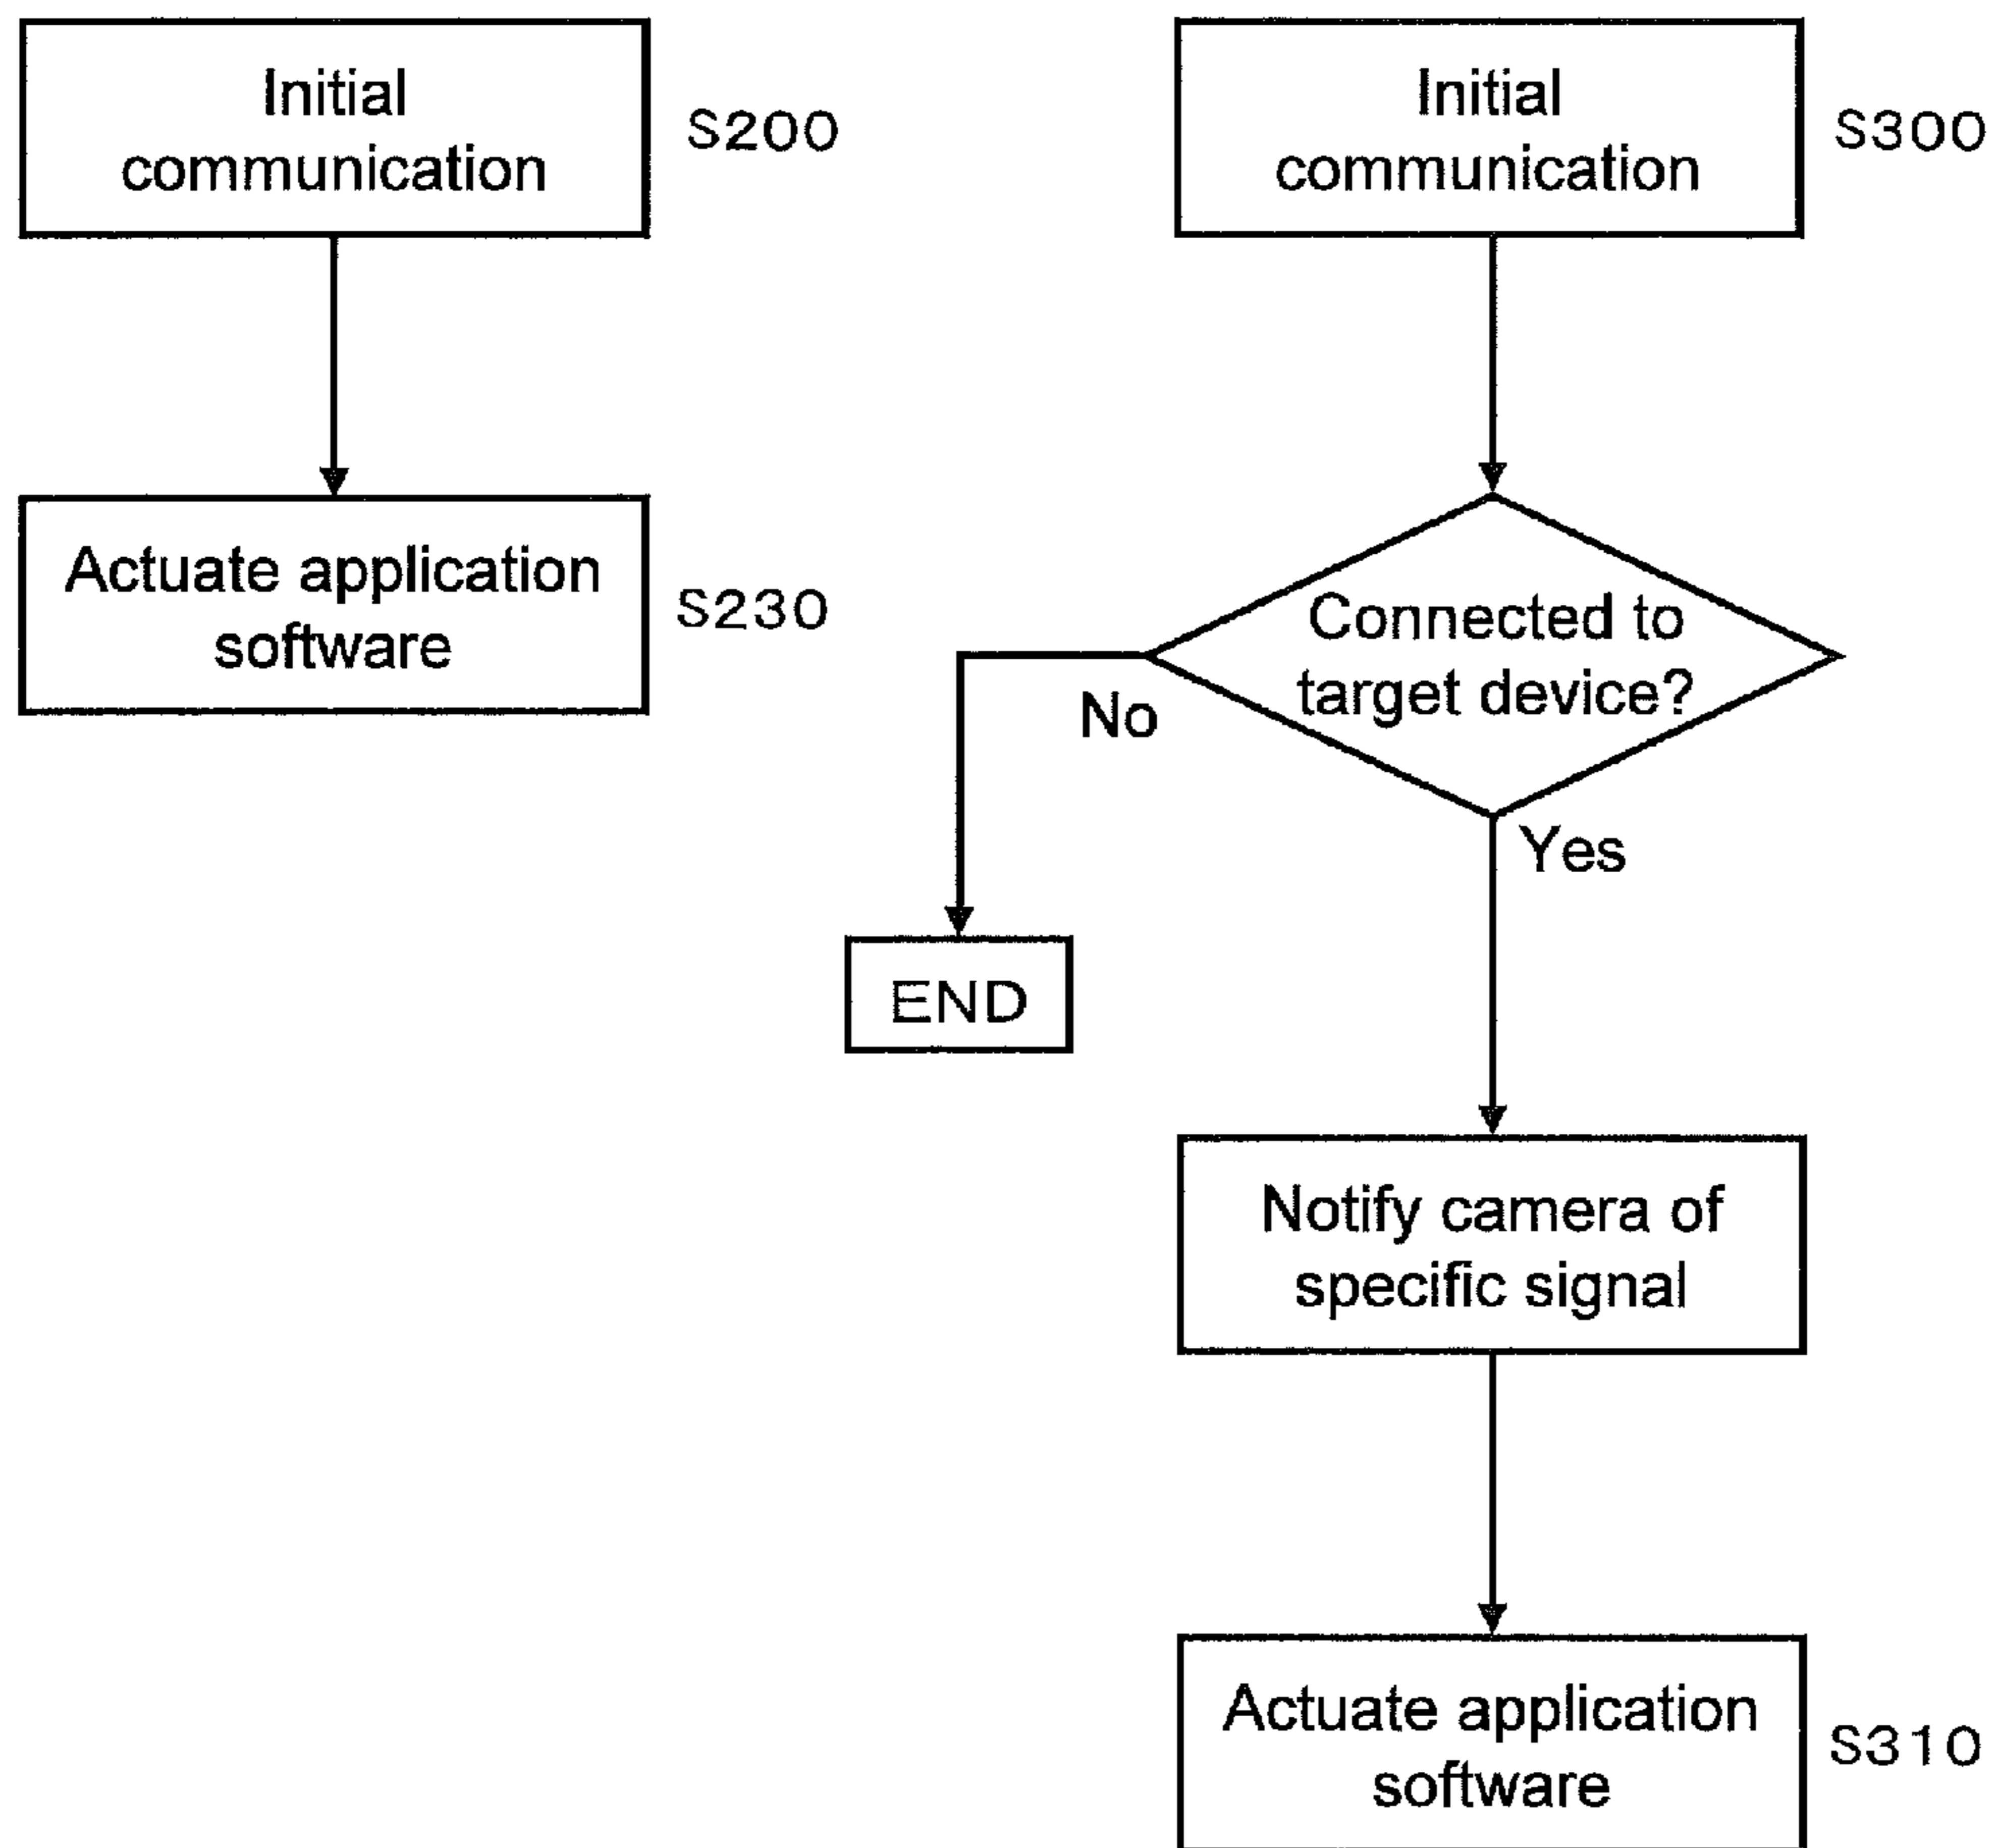 Initial
communication
S200
Actuate application
software
S230
Initial
communication
S300
Connected to
target device?
No
Yes
END
Notify camera of
specific signal
Actuate application
software
S310